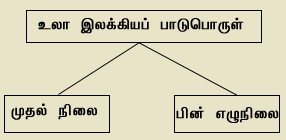 உலா இலக்கியப் பாடுபொருள்
முதல் நிலை
பின் எழுநிலை